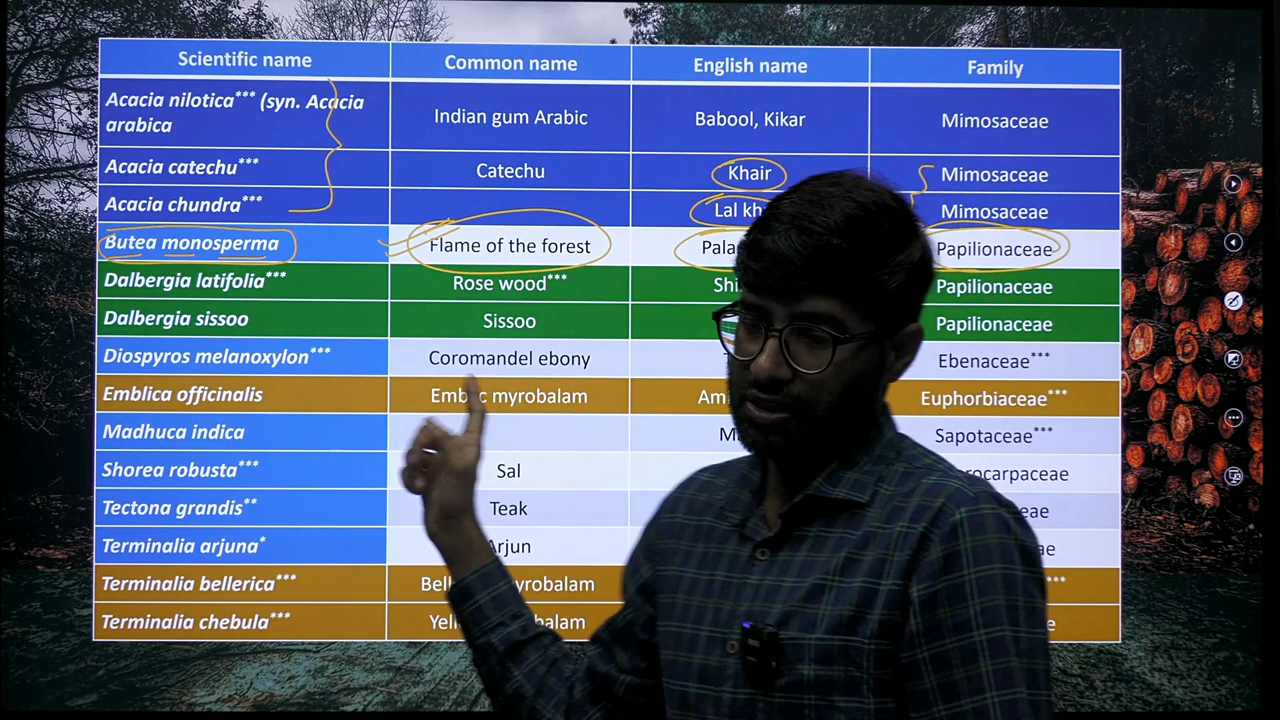 Scientific name Common name English name Family
Acacia nilotica*** (syn. Acacia
arabica Indian gum Arabic Babool, Kikar Mimosaceae
Acacia catechu*** Catechu Khair Mimosaceae
Acacia chundra*** Lal Mimosaceae
Butea monosperma Flame of the forest Papilionaceae
Dalbergia latifolia*** Rose wood*** Papilionaceae
Dalbergia sissoo Sissoo Papilionaceae
Diospyros melanoxylon*** Coromandel ebony Ebenaceae***
Emblica officinalis myrobalam Euphorbiaceae***
Madhuca indica Sapotaceae***
Shorea robusta*** Sal
Tectona grandis** Teak
Terminalia arjuna* Arjun
Terminalia bellerica***
Terminalia chebula***